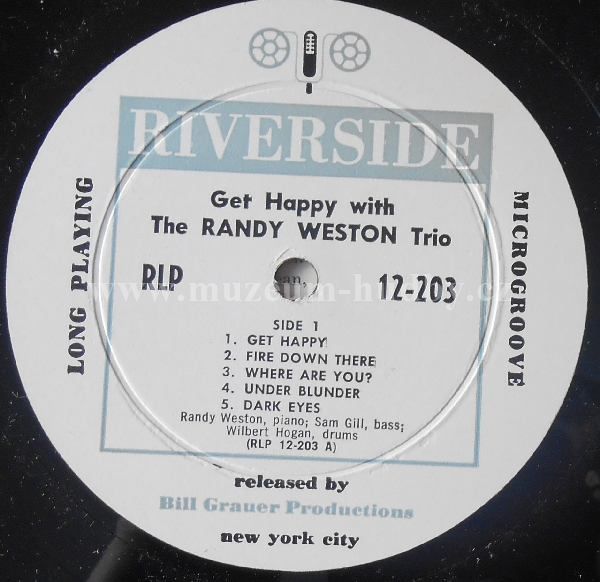 RIVERSIDE
Get Happy with
The RANDY WESTON Trio
RLP 12-203
SIDE 1
1. GET HAPPY
2. FIRE DOWN THERE
3. WHERE ARE YOU?
4. UNDER BLUNDER
5. DARK EYES
Randy Weston, piano; Sam Gill, bass;
Wilbert Hogan, drums
(RLP 12-203 A)
LONG PLAYING
MICROGROOVE
released by
Bill Grauer Productions
new york city
www.muzeum-hudby.cz